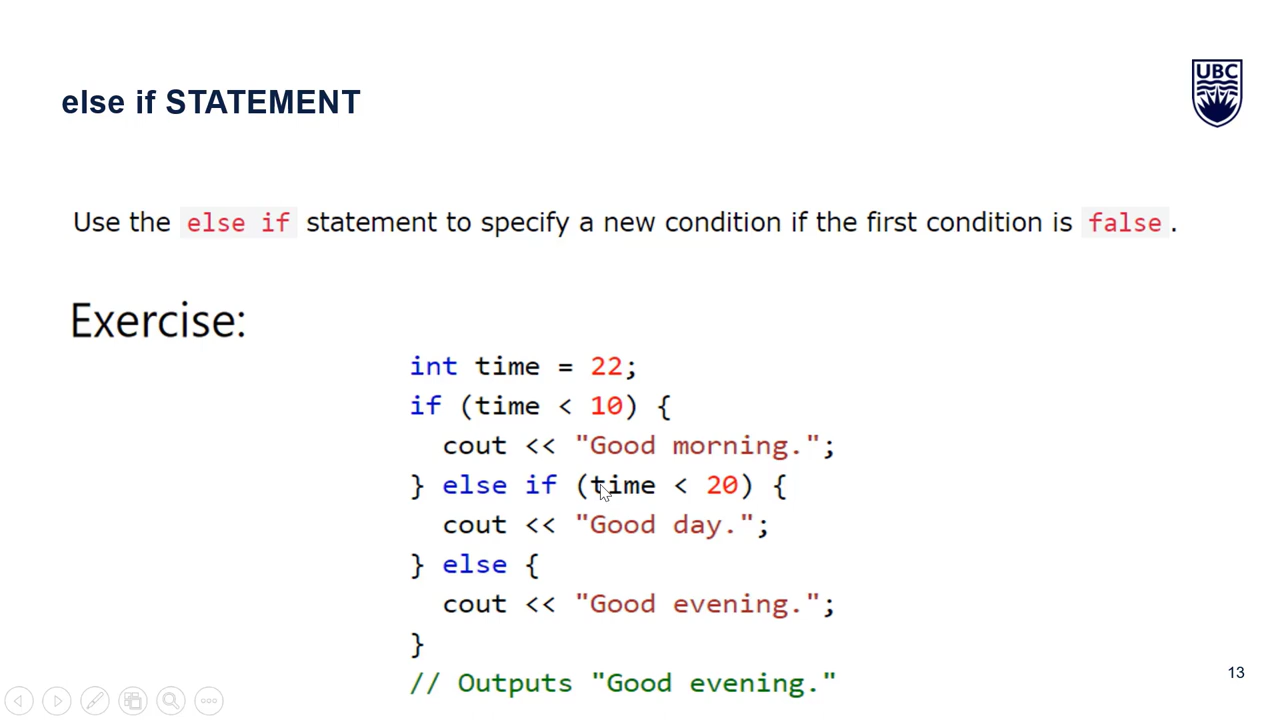 UBC
else if STATEMENT
Use the else if statement to specify a new condition if the first condition is false.
Exercise:
int time = 22;
if (time < 10) {
  cout << "Good morning.";
} else if (time < 20) {
  cout << "Good day.";
} else {
  cout << "Good evening.";
}
// Outputs "Good evening."
13